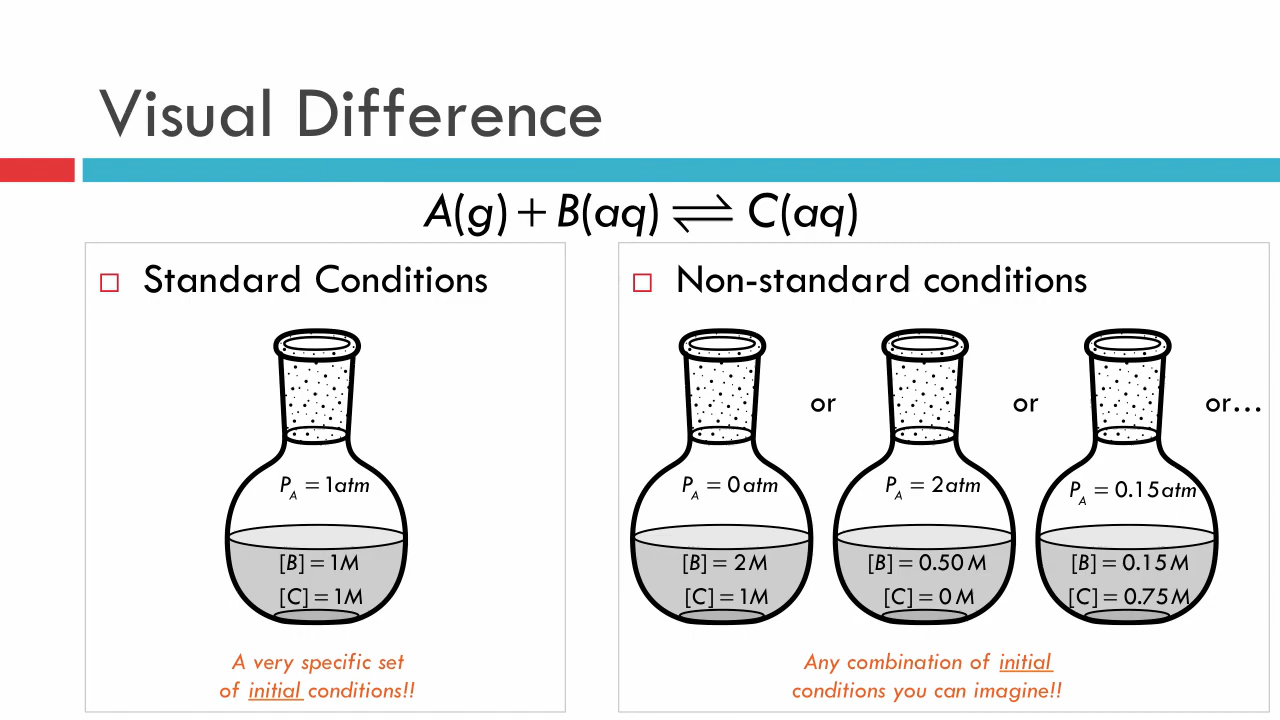 Visual Difference
A(g) + B(aq) ⇌ C(aq)
Standard Conditions
P_A = 1atm
[B] = 1M
[C] = 1M
A very specific set
of initial conditions!!
Non-standard conditions
P_A = 0atm
[B] = 2M
[C] = 1M
or
P_A = 2atm
[B] = 0.50M
[C] = 0M
or
P_A = 0.15atm
[B] = 0.15M
[C] = 0.75M
or...
Any combination of initial
conditions you can imagine!!